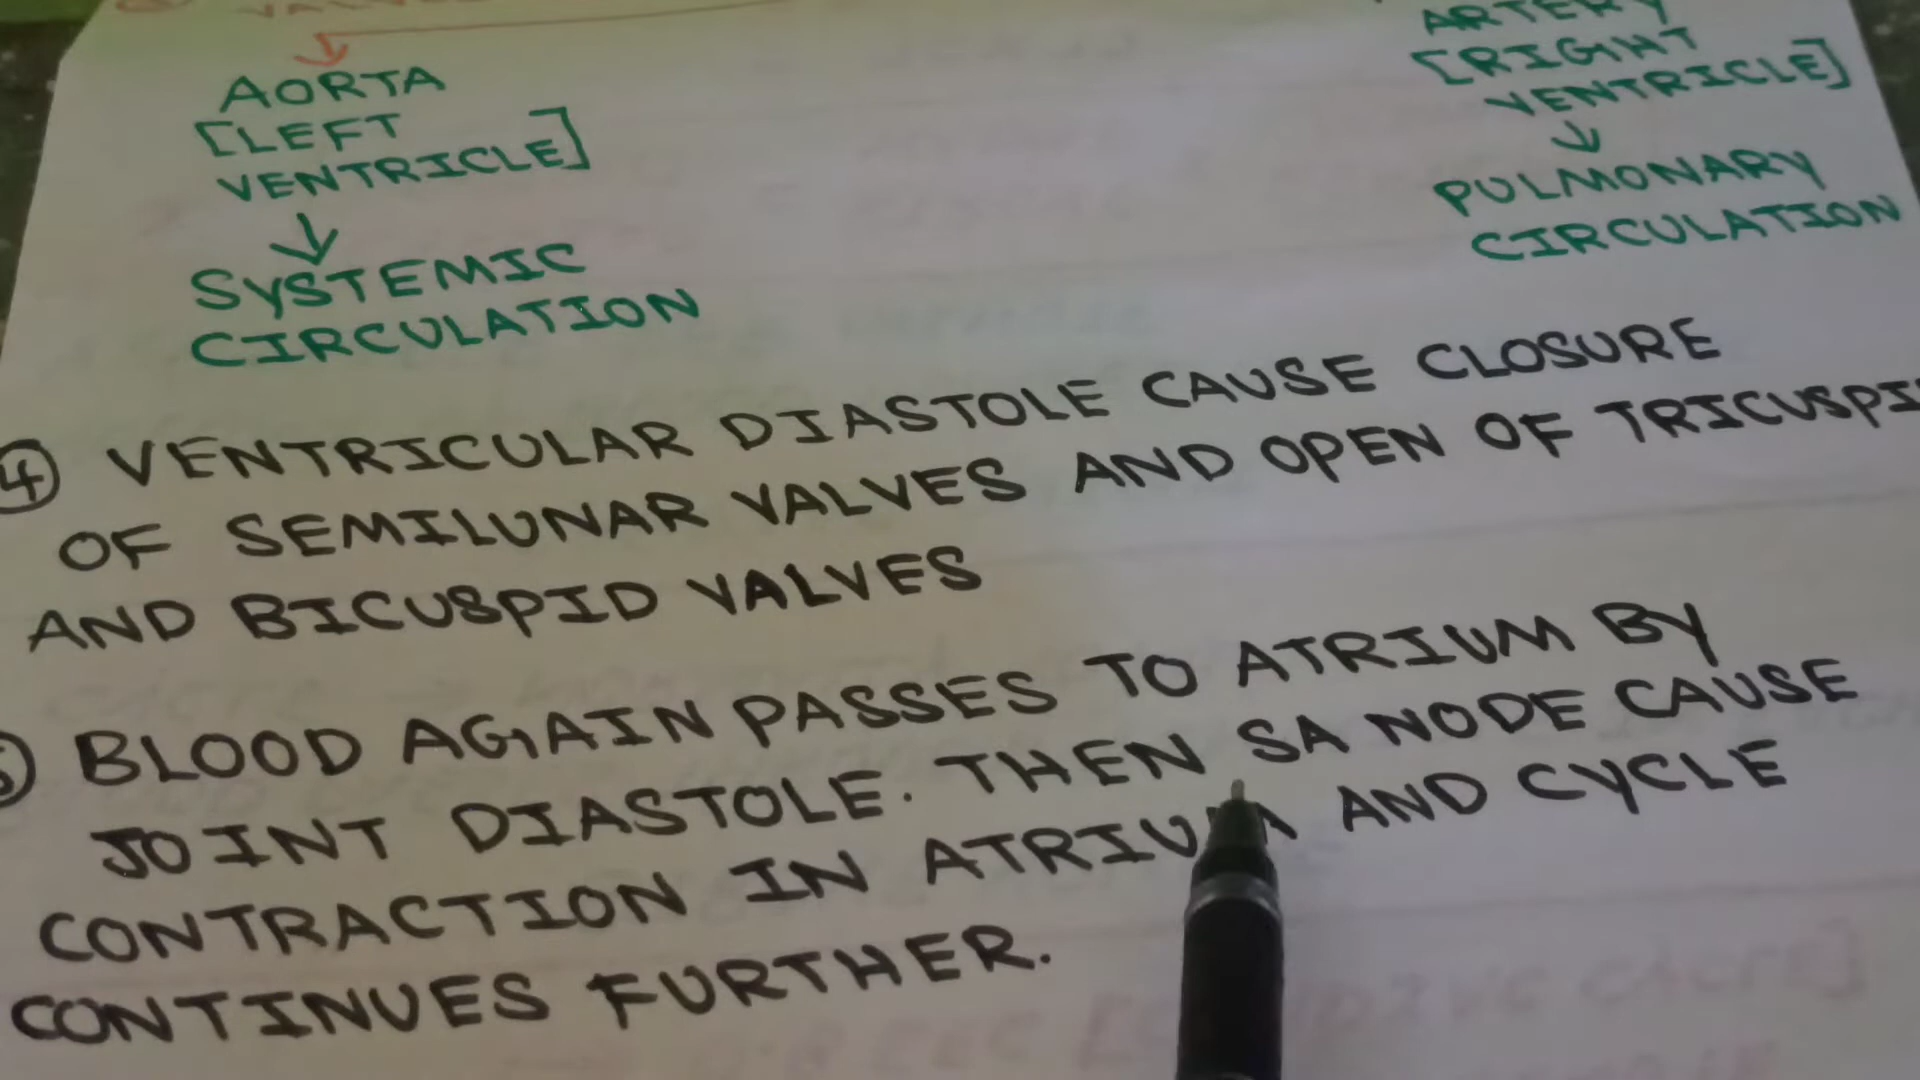 VALVES
AORTA
[LEFT
VENTRICLE]
SYSTEMIC
CIRCULATION
ARTERY
[RIGHT
VENTRICLE]
PULMONARY
CIRCULATION
④ VENTRICULAR DIASTOLE CAUSE CLOSURE
OF SEMILUNAR VALVES AND OPEN OF TRICUSPI
AND BICUSPID VALVES
BLOOD AGAIN PASSES TO ATRIUM BY
JOINT DIASTOLE. THEN SA NODE CAUSE
CONTRACTION IN ATRIUM AND CYCLE
CONTINUES FURTHER.